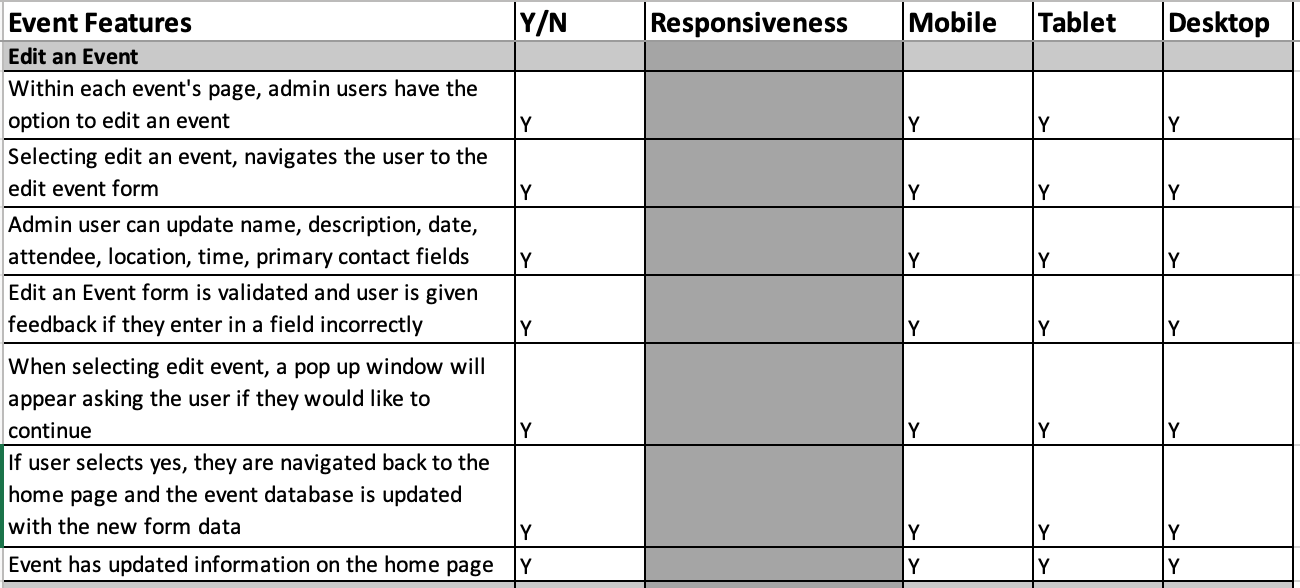 Event Features Y/N Responsiveness Mobile Tablet Desktop
Edit an Event
Within each event's page, admin users have the
option to edit an event Y Y Y Y
Selecting edit an event, navigates the user to the
edit event form Y Y Y Y
Admin user can update name, description, date,
attendee, location, time, primary contact fields Y Y Y Y
Edit an Event form is validated and user is given
feedback if they enter in a field incorrectly Y Y Y Y
When selecting edit event, a pop up window will
appear asking the user if they would like to
continue Y Y Y Y
If user selects yes, they are navigated back to the
home page and the event database is updated
with the new form data Y Y Y Y
Event has updated information on the home page Y Y Y Y